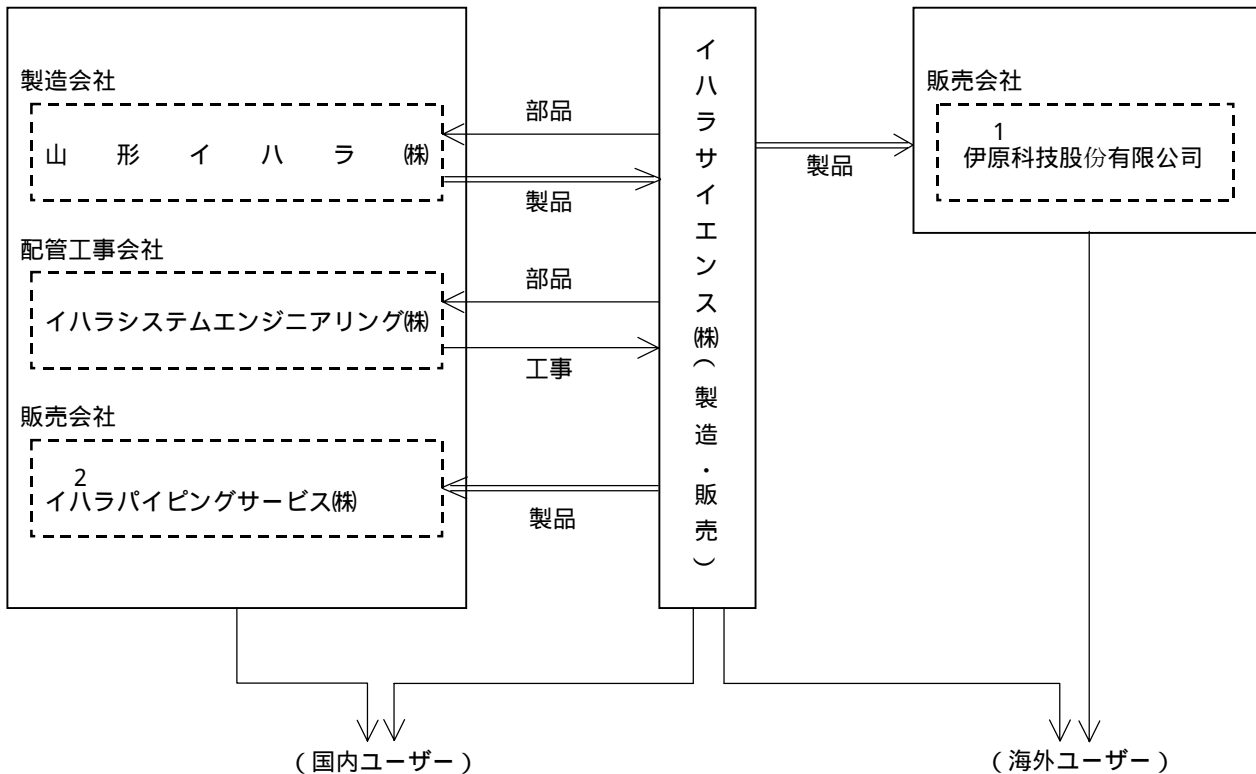 製造会社
山形イハラ㈱
部品
製品
配管工事会社
イハラシステムエンジニアリング㈱
部品
工事
販売会社
2
イハラパイピングサービス㈱
製品
イハラサイエンス㈱(製造・販売)
製品
販売会社
1
伊原科技股份有限公司
(国内ユーザー)
(海外ユーザー)